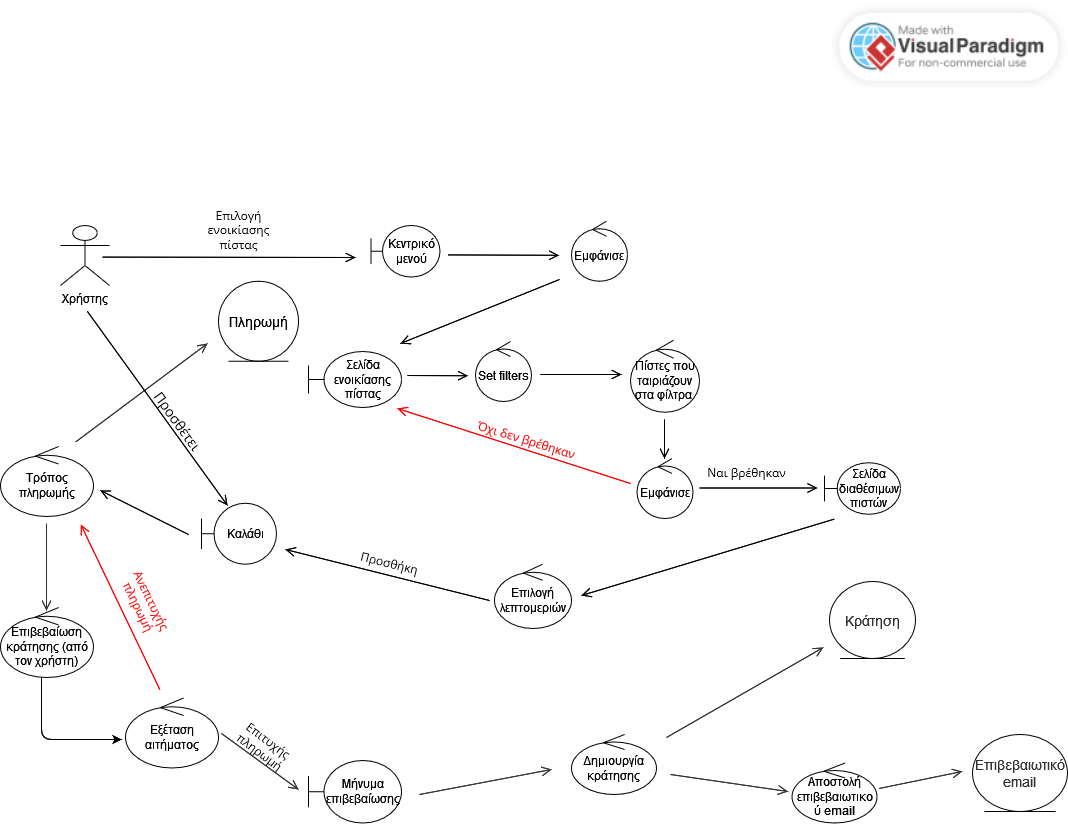 Made with
Visual Paradigm
For non-commercial use
Επιλογή
ενοικίασης
πίστας
Κεντρικό
μενού
Εμφάνισε
Χρήστης
Πληρωμή
Σελίδα
ενοικίασης
πίστας
Set filters
Πίστες που
ταιριάζουν
στα φίλτρα
Προσθέτει
Όχι δεν βρέθηκαν
Ναι βρέθηκαν
Τρόπος
πληρωμής
Εμφάνισε
Σελίδα
διαθέσιμων
πιστών
Καλάθι
Προσθήκη
Επιλογή
λεπτομεριών
Ανεπιτυχής
πληρωμή
Κράτηση
Επιβεβαίωση
κράτησης (από
τον χρήστη)
Εξέταση
αιτήματος
Επιτυχής
πληρωμή
Μήνυμα
επιβεβαίωσης
Δημιουργία
κράτησης
Αποστολή
επιβεβαιωτικο
ύ email
Επιβεβαιωτικό
email